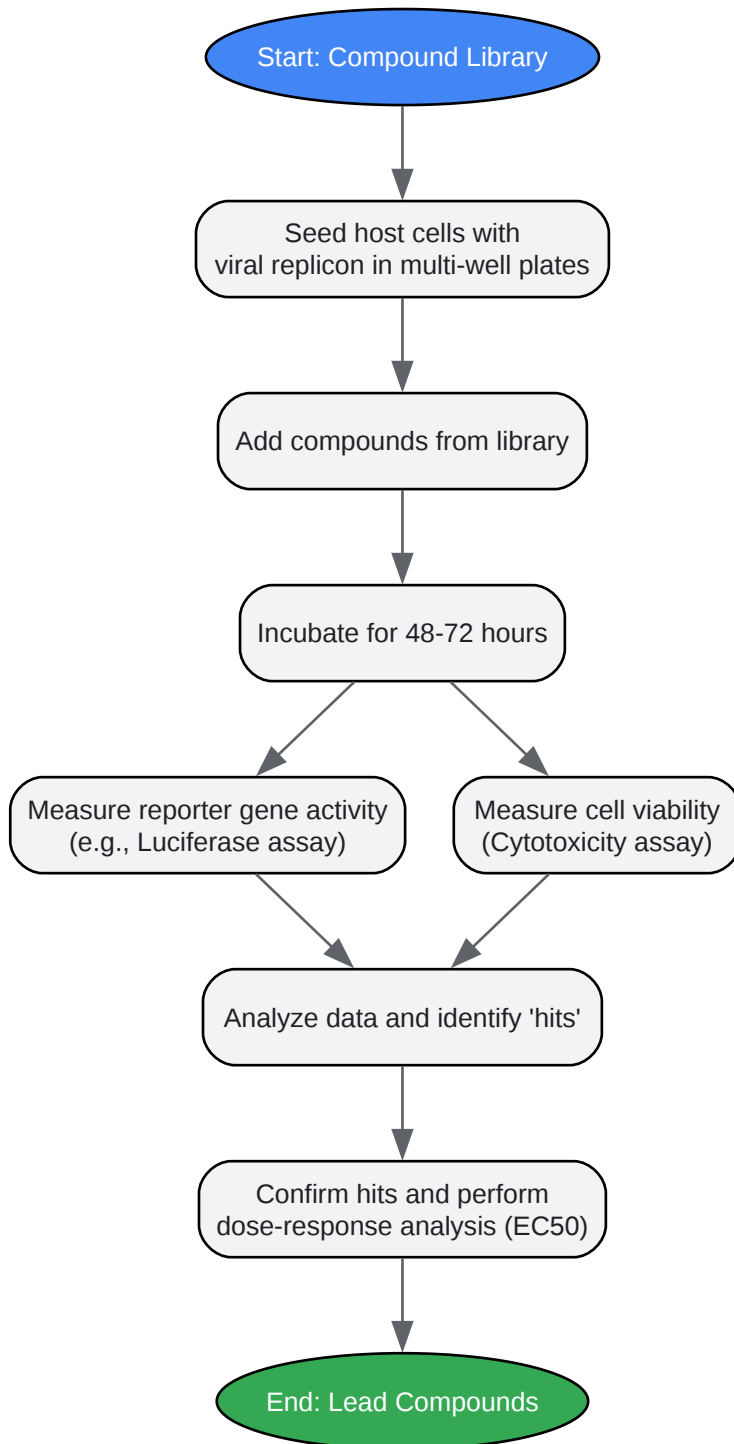 Start: Compound Library
Seed host cells with
viral replicon in multi-well plates
Add compounds from library
Incubate for 48-72 hours
Measure reporter gene activity
(e.g., Luciferase assay)
Measure cell viability
(Cytotoxicity assay)
Analyze data and identify 'hits'
Confirm hits and perform
dose-response analysis (EC50)
End: Lead Compounds